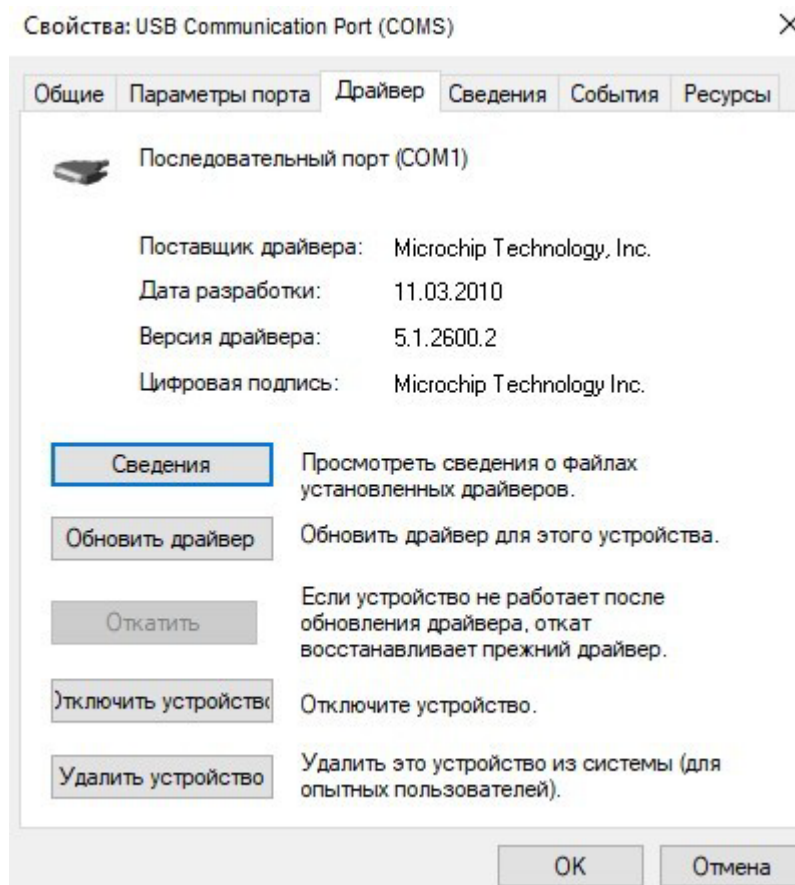 Свойства: USB Communication Port (COMS)
Общие Параметры порта Драйвер Сведения События Ресурсы
Последовательный порт (COM1)
Поставщик драйвера: Microchip Technology, Inc.
Дата разработки: 11.03.2010
Версия драйвера: 5.1.2600.2
Цифровая подпись: Microchip Technology Inc.
Сведения Просмотреть сведения о файлах
установленных драйверов.
Обновить драйвер Обновить драйвер для этого устройства.
Откатить Если устройство не работает после
обновления драйвера, откат
восстанавливает прежний драйвер.
Отключить устройство Отключите устройство.
Удалить устройство Удалить это устройство из системы (для
опытных пользователей).
OK Отмена